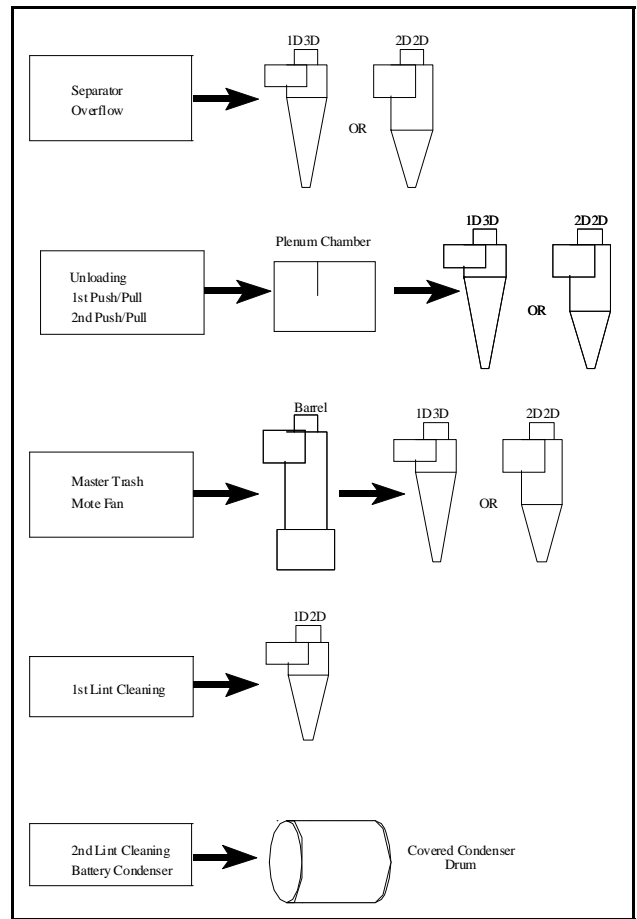 1D3D
2D2D
Separator
Overflow
OR
1D3D
2D2D
Plenum Chamber
Unloading
1st Push/Pull
2nd Push/Pull
OR
Barrel
1D3D
2D2D
Master Trash
Mote Fan
OR
1D2D
1st Lint Cleaning
2nd Lint Cleaning
Battery Condenser
Covered Condenser
Drum